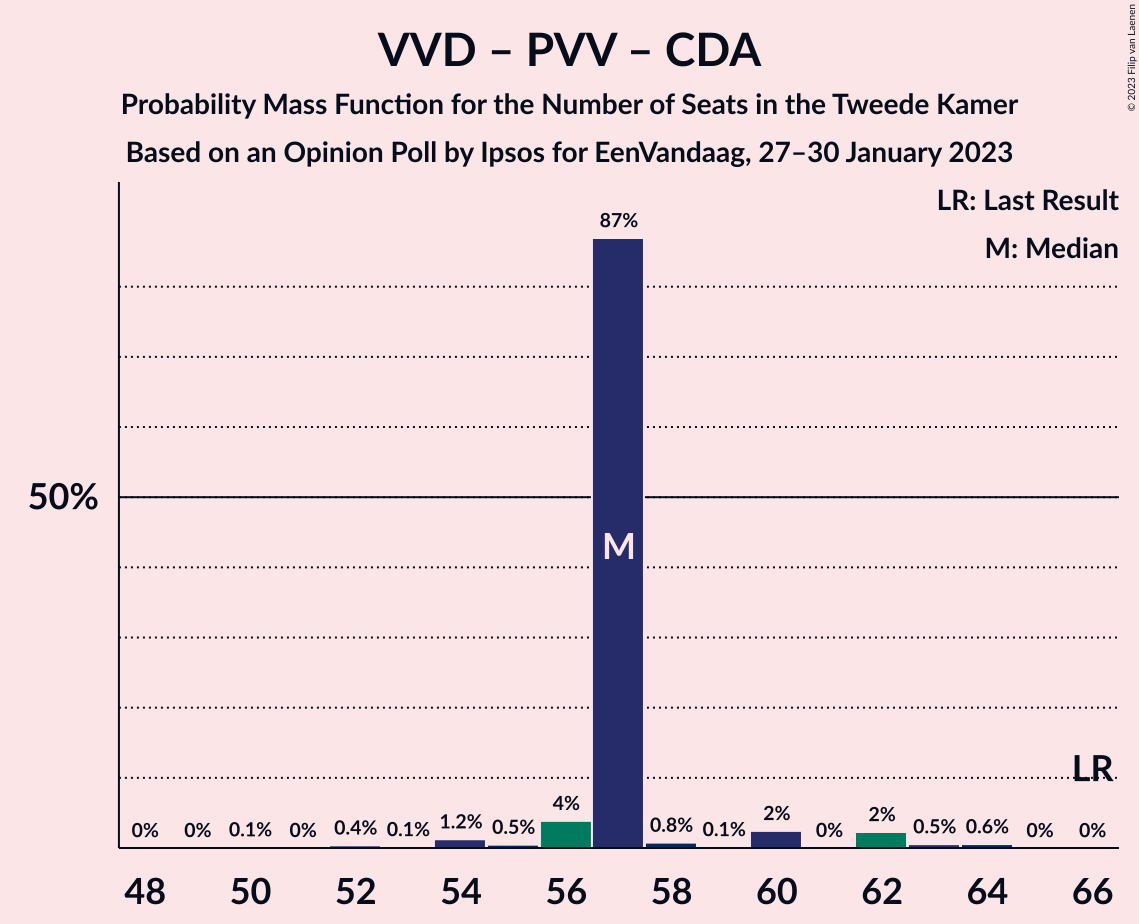 VVD – PVV – CDA
Probability Mass Function for the Number of Seats in the Tweede Kamer
Based on an Opinion Poll by Ipsos for EenVandaag, 27–30 January 2023
© 2023 Filip van Laenen
LR: Last Result
M: Median
50%
87%
M
LR
0% 0% 0.1% 0% 0.4% 0.1% 1.2% 0.5% 4% 0.8% 0.1% 2% 0% 2% 0.5% 0.6% 0% 0%
48 50 52 54 56 58 60 62 64 66